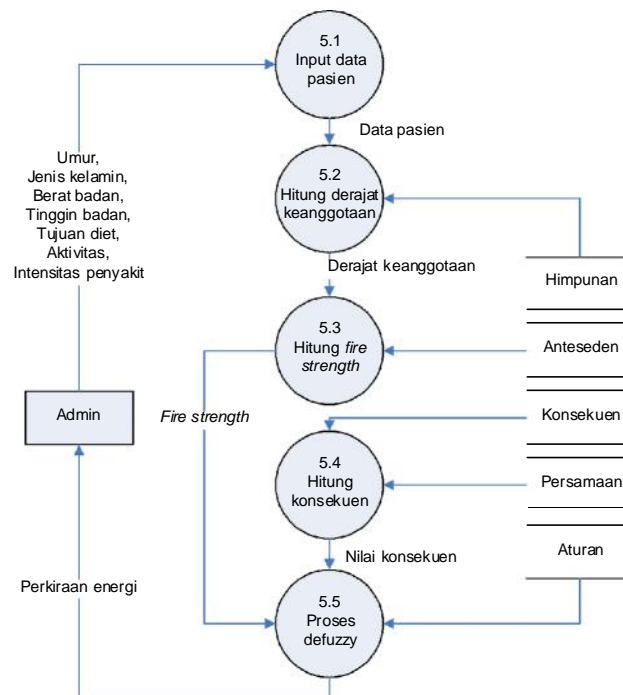 5.1
Input data
pasien
Data pasien
Umur,
Jenis kelamin,
Berat badan,
Tinggin badan,
Tujuan diet,
Aktivitas,
Intensitas penyakit
5.2
Hitung derajat
keanggotaan
Derajat keanggotaan
Himpunan
5.3
Hitung fire
strength
Anteseden
Admin
Fire strength
Konsekuen
5.4
Hitung
konsekuen
Persamaan
Nilai konsekuen
Aturan
Perkiraan energi
5.5
Proses
defuzzy